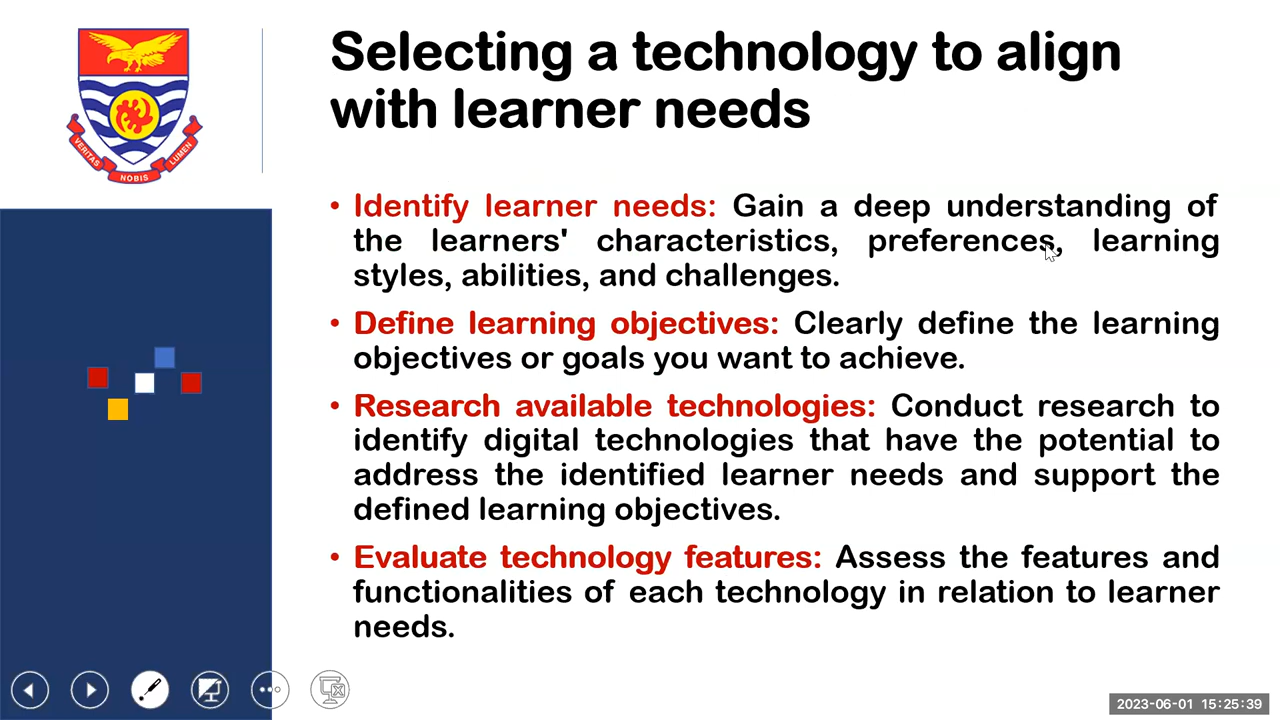 Selecting a technology to align
with learner needs
VERITAS
NOBIS
LUMEN
• Identify learner needs: Gain a deep understanding of
the learners' characteristics, preferences, learning
styles, abilities, and challenges.
• Define learning objectives: Clearly define the learning
objectives or goals you want to achieve.
• Research available technologies: Conduct research to
identify digital technologies that have the potential to
address the identified learner needs and support the
defined learning objectives.
• Evaluate technology features: Assess the features and
functionalities of each technology in relation to learner
needs.
2023-06-01 15:25:39